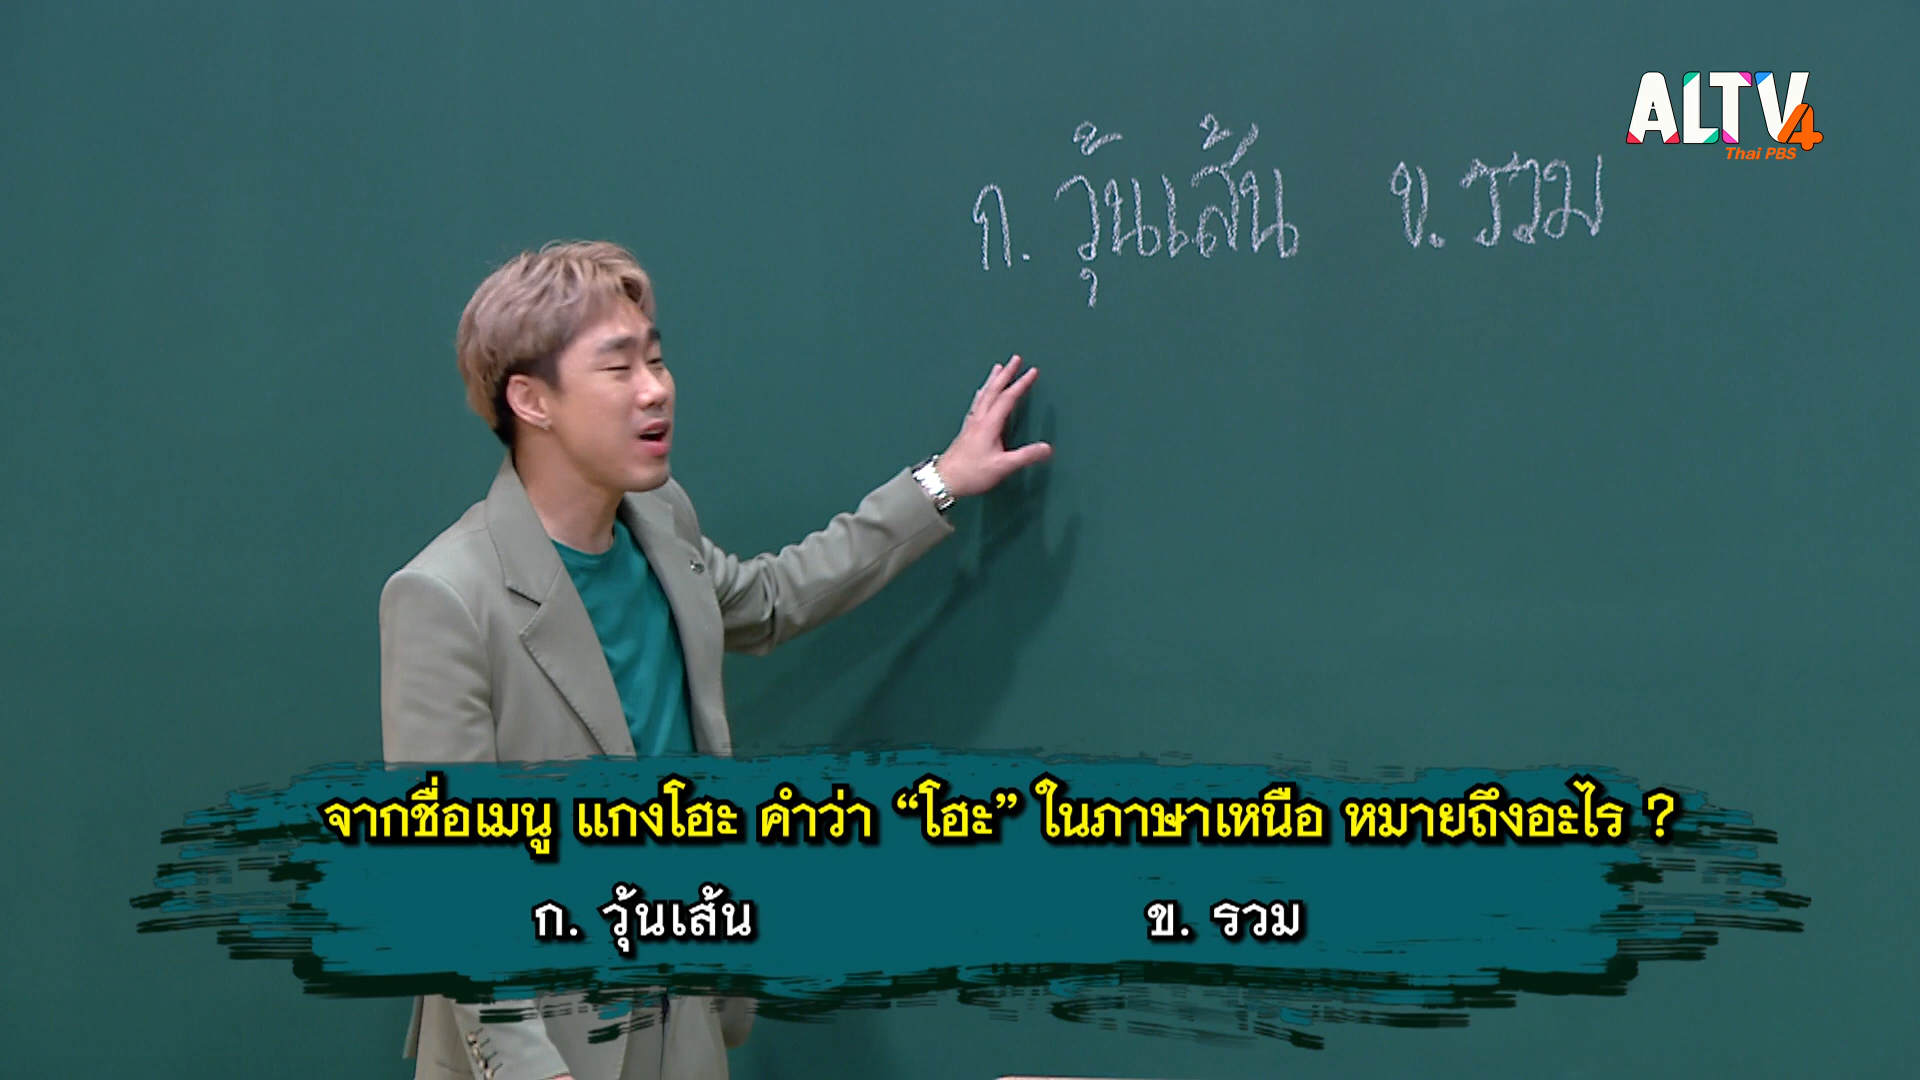 ALTV4
Thai PBS
ก. วุ้นเส้น ข. รวม
จากชื่อเมนู แกงโฮะ คำว่า “โฮะ” ในภาษาเหนือ หมายถึงอะไร ?
ก. วุ้นเส้น ข. รวม